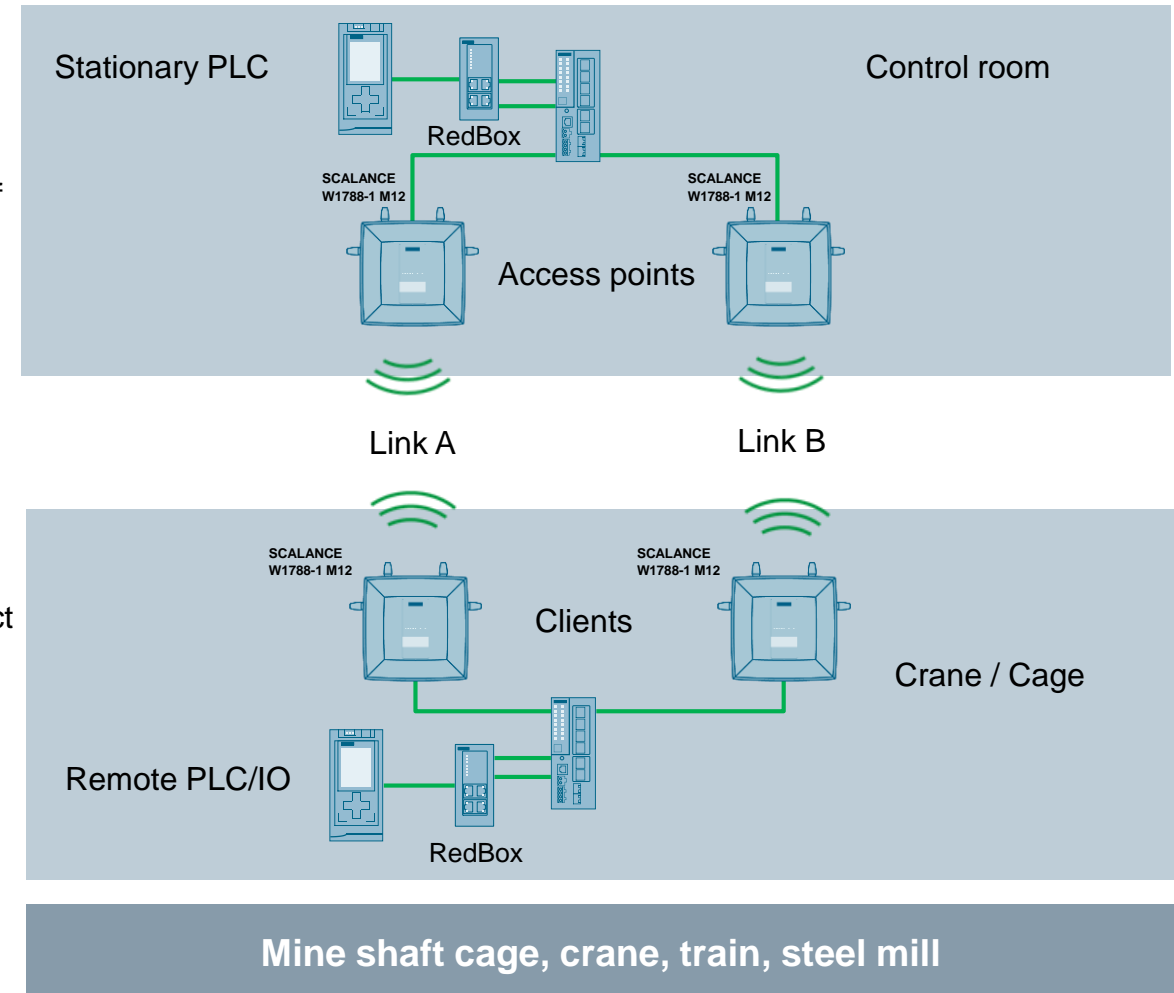 Stationary PLC
Control room
RedBox
SCALANCE
W1788-1 M12
SCALANCE
W1788-1 M12
Access points
Link A
Link B
SCALANCE
W1788-1 M12
SCALANCE
W1788-1 M12
ct
Clients
Crane / Cage
Remote PLC/IO
RedBox
Mine shaft cage, crane, train, steel mill